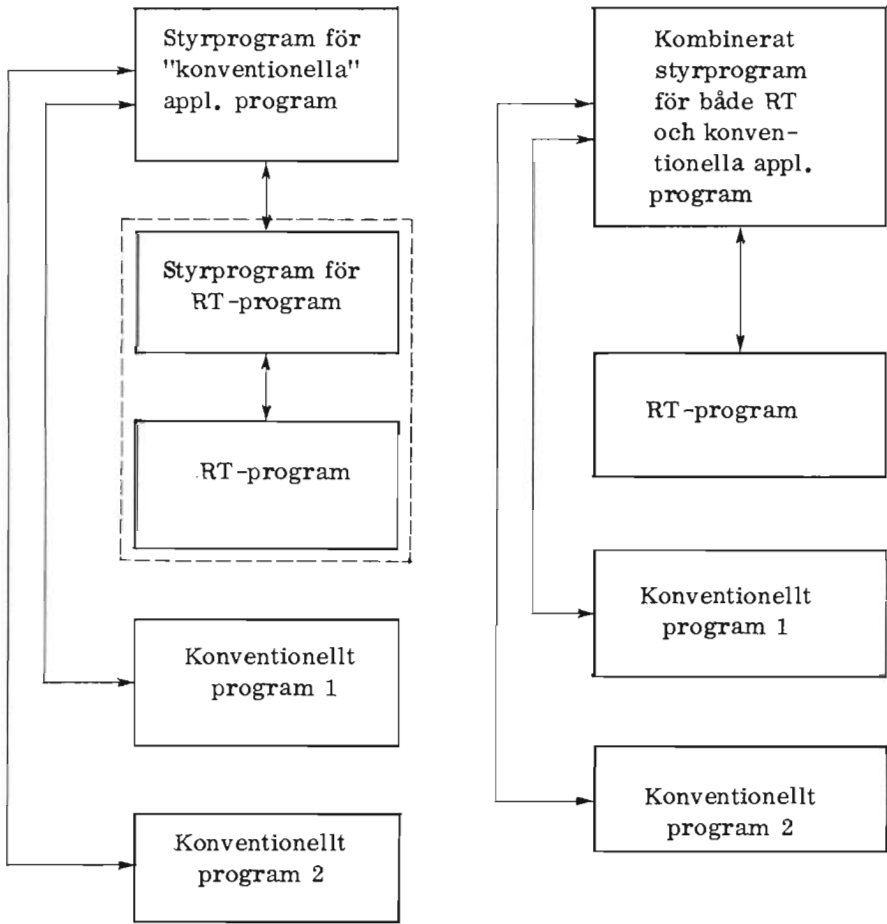 Styrprogram för
"konventionella"
appl. program
Styrprogram för
RT-program
RT-program
Konventionellt
program 1
Konventionellt
program 2
Kombinerat
styrprogram
för både RT
och konven-
tionella appl.
program
RT-program
Konventionellt
program 1
Konventionellt
program 2